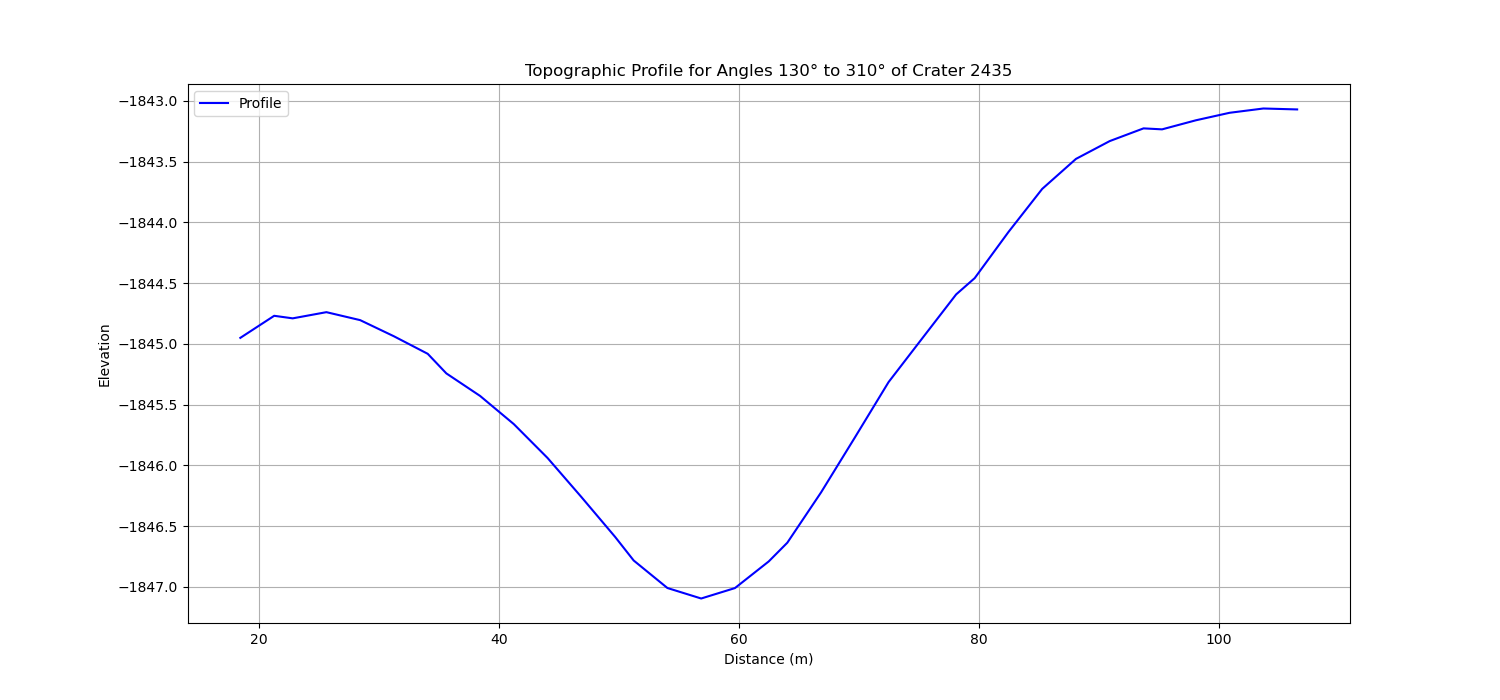 Topographic Profile for Angles 130° to 310° of Crater 2435
Profile
−1843.0
−1843.5
−1844.0
−1844.5
−1845.0
−1845.5
−1846.0
−1846.5
−1847.0
Elevation
20 40 60 80 100
Distance (m)